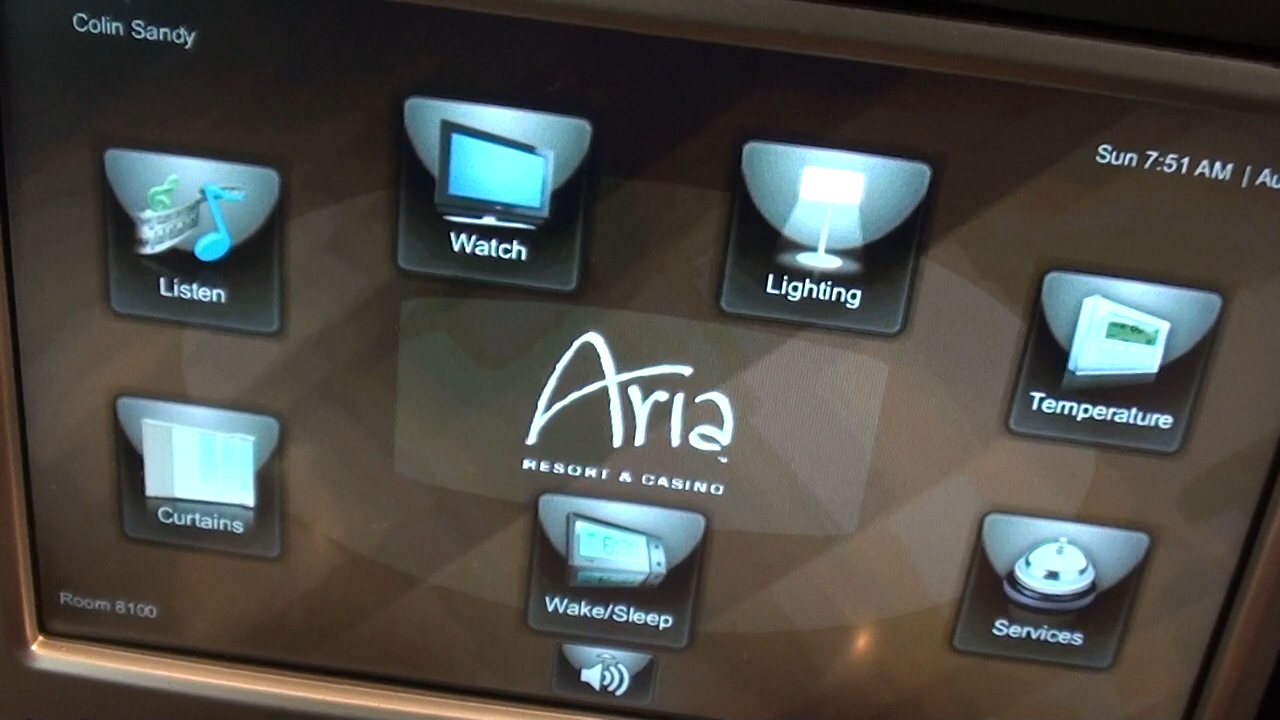 Colin Sandy
Sun 7:51 AM |
Listen
Watch
Lighting
Temperature
Aria
RESORT & CASINO
Curtains
Wake/Sleep
Services
Room 8100